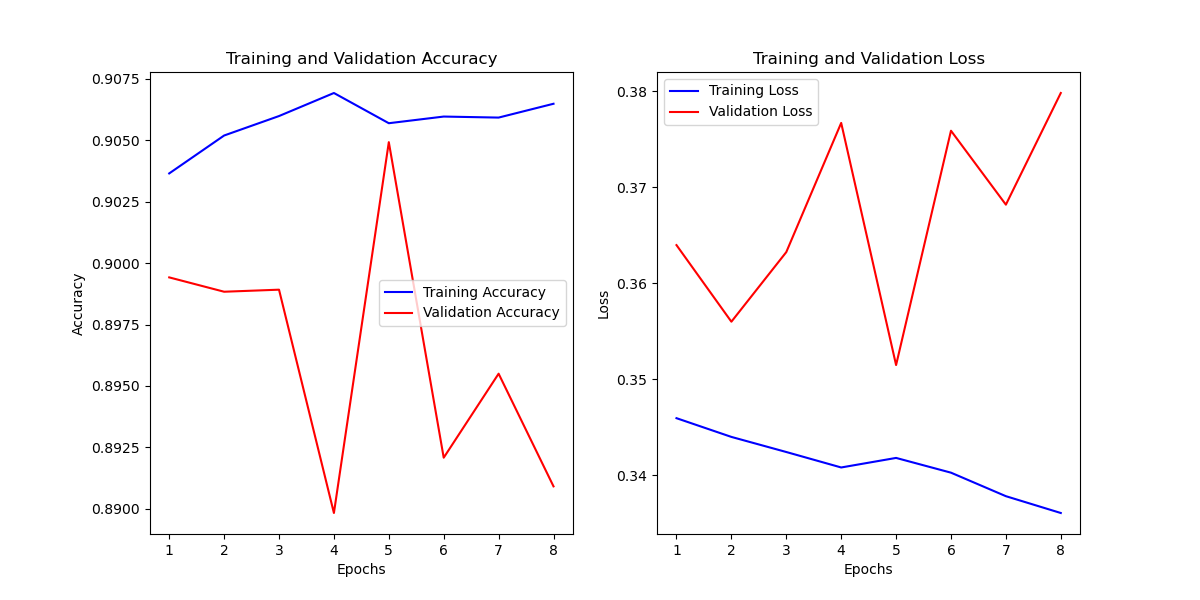 Training and Validation Accuracy
0.9075
0.9050
0.9025
0.9000
0.8975
0.8950
0.8925
0.8900
Accuracy
Training Accuracy
Validation Accuracy
1 2 3 4 5 6 7 8
Epochs
Training and Validation Loss
0.38
0.37
0.36
0.35
0.34
Loss
Training Loss
Validation Loss
1 2 3 4 5 6 7 8
Epochs